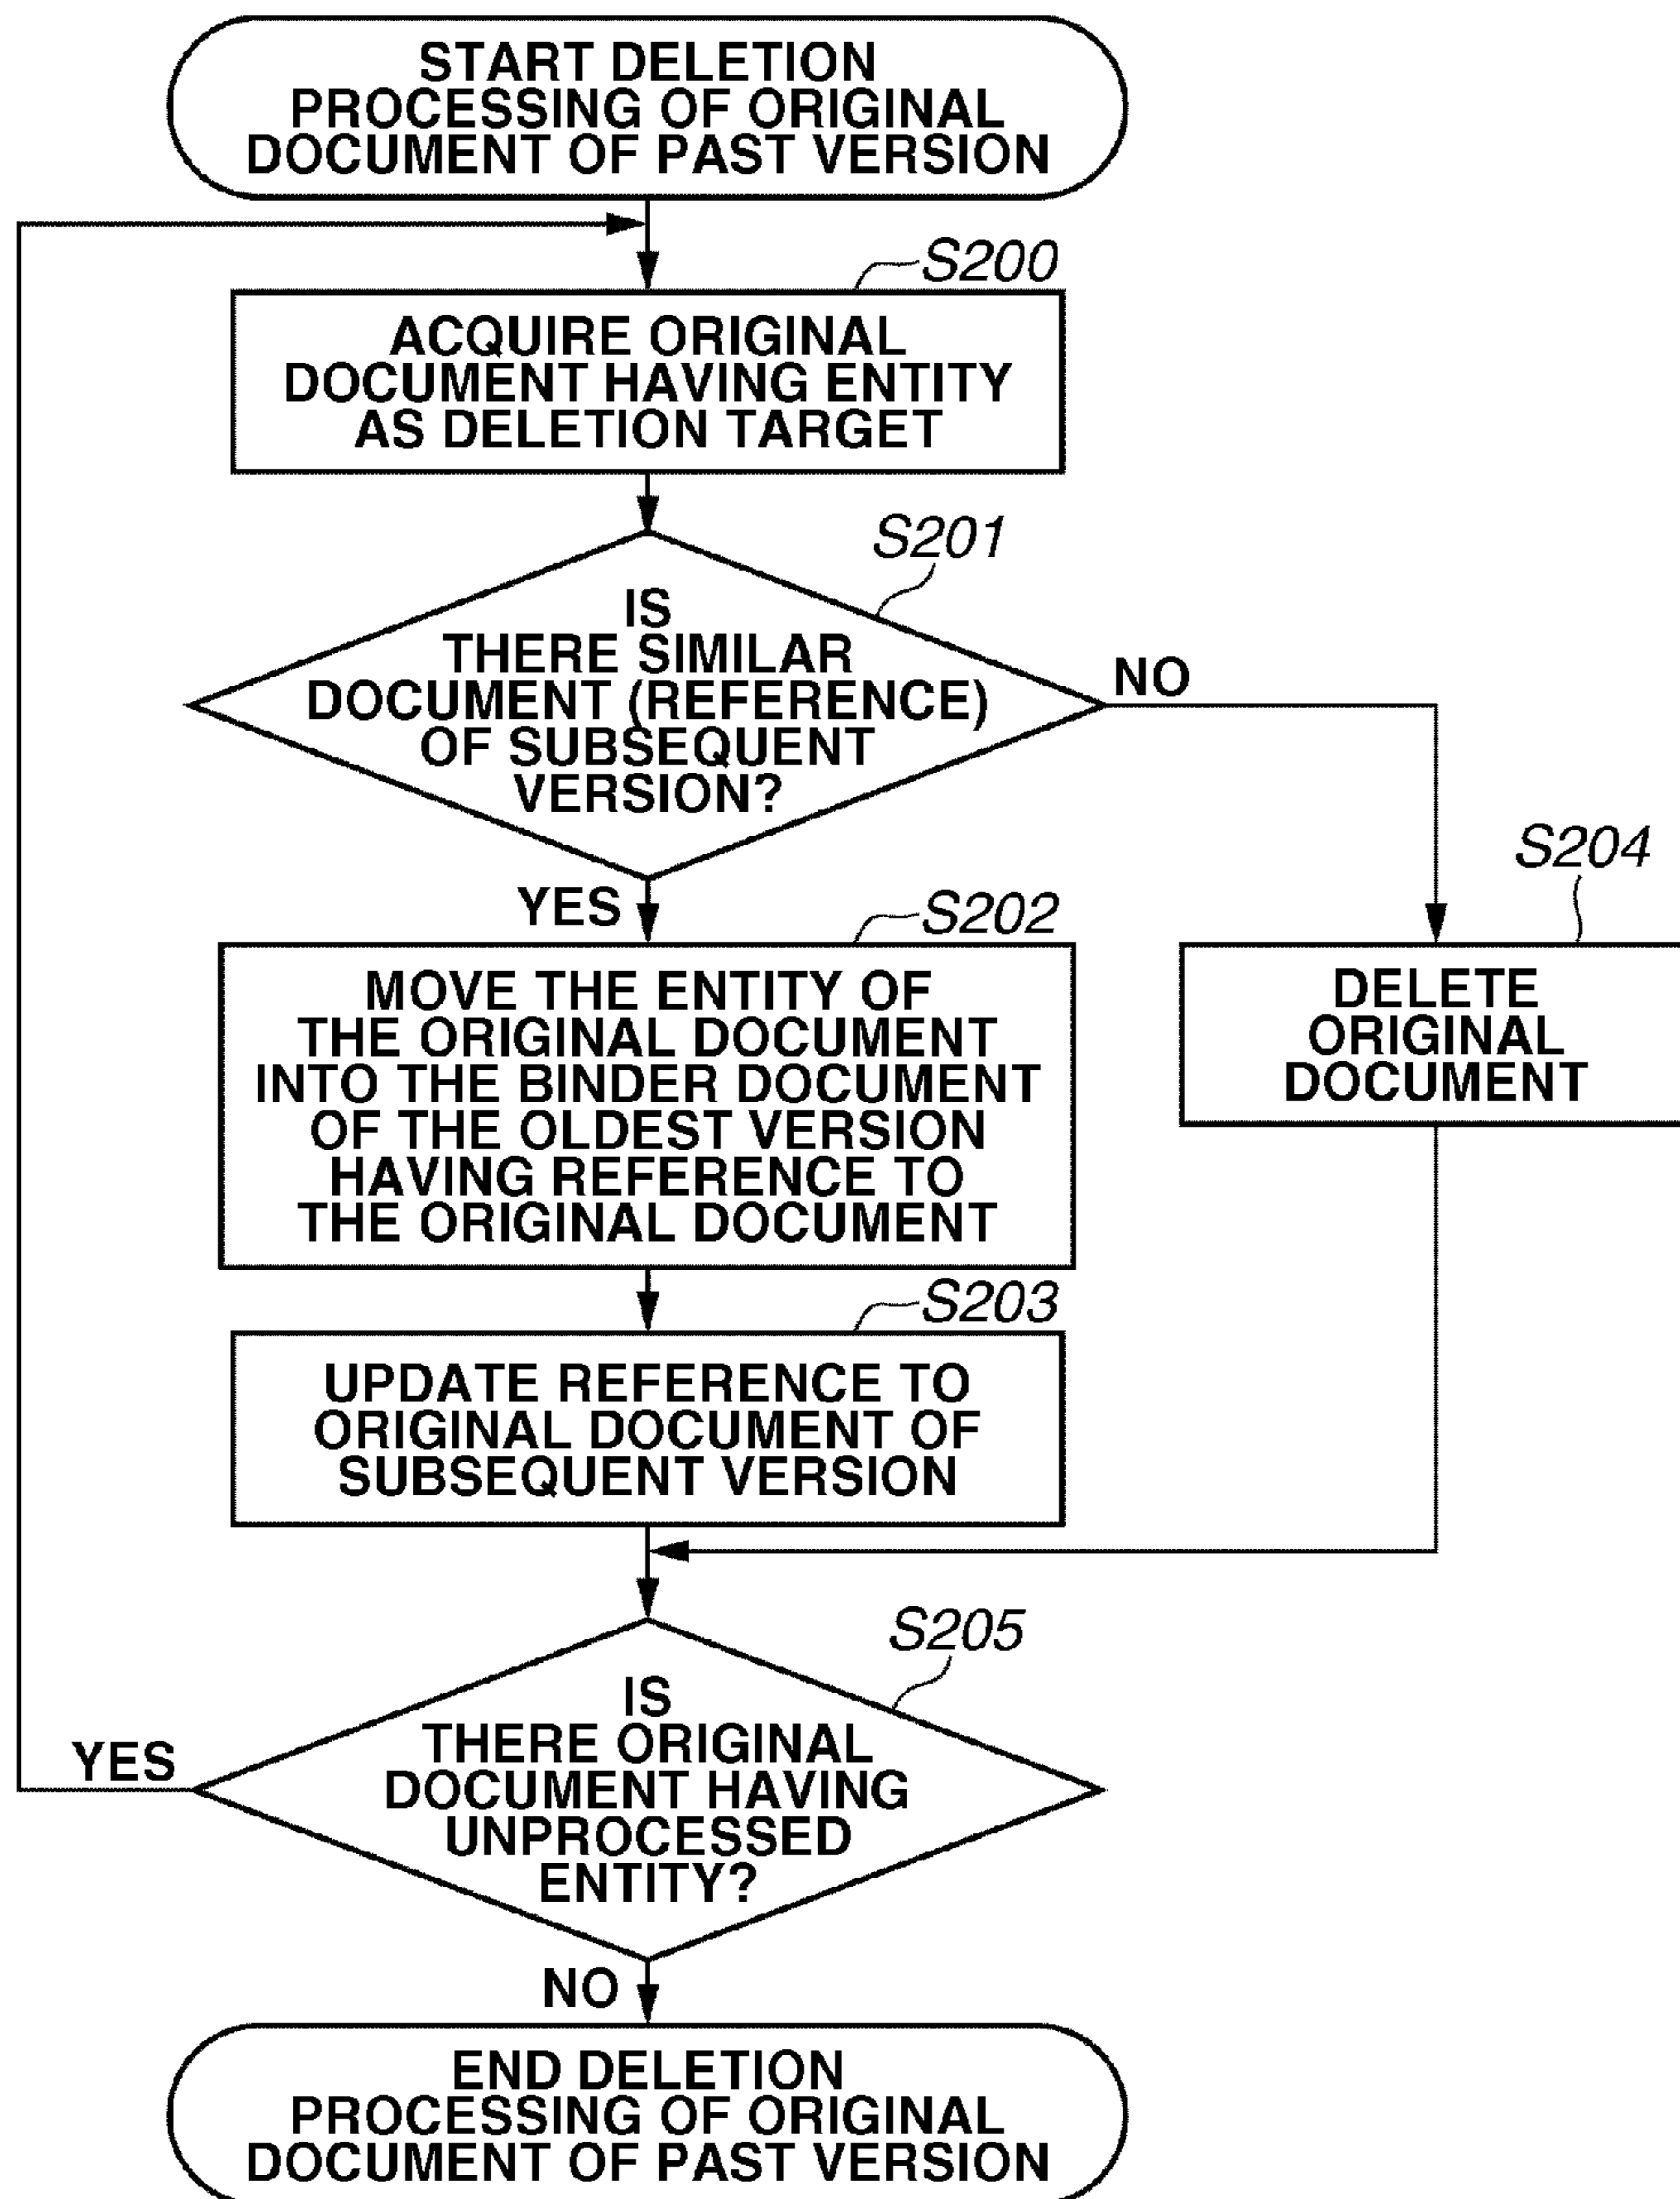 START DELETION
PROCESSING OF ORIGINAL
DOCUMENT OF PAST VERSION
S200
ACQUIRE ORIGINAL
DOCUMENT HAVING ENTITY
AS DELETION TARGET
S201
IS
THERE SIMILAR
DOCUMENT (REFERENCE)
OF SUBSEQUENT
VERSION?
NO
YES
S202
MOVE THE ENTITY OF
THE ORIGINAL DOCUMENT
INTO THE BINDER DOCUMENT
OF THE OLDEST VERSION
HAVING REFERENCE TO
THE ORIGINAL DOCUMENT
S204
DELETE
ORIGINAL
DOCUMENT
S203
UPDATE REFERENCE TO
ORIGINAL DOCUMENT OF
SUBSEQUENT VERSION
S205
IS
THERE ORIGINAL
DOCUMENT HAVING
UNPROCESSED
ENTITY?
YES
NO
END DELETION
PROCESSING OF ORIGINAL
DOCUMENT OF PAST VERSION